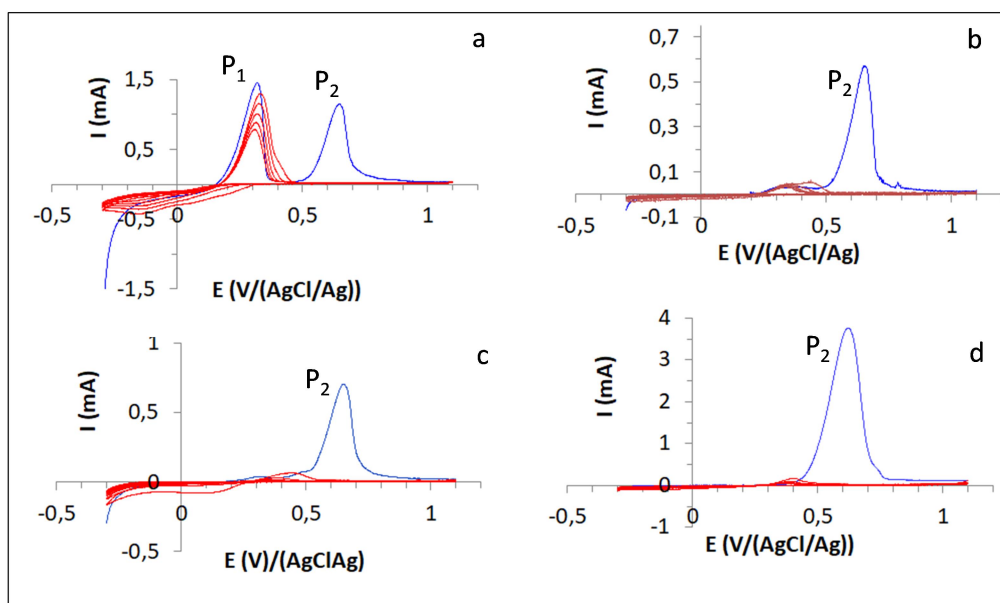 a
P1
P2
I (mA)
1,5
0,5
-0,5
-1,5
-0,5 0 0,5 1
E (V/(AgCl/Ag))
b
P2
I (mA)
0,7
0,5
0,3
0,1
-0,1
-0,5 0 0,5 1
E (V/(AgCl/Ag)
c
P2
I (mA)
1
0,5
0
-0,5
-0,5 0 0,5 1
E (V)/(AgClAg)
d
P2
I (mA)
4
3
2
1
0
-1
-0,5 0 0,5 1
E (V/(AgCl/Ag))